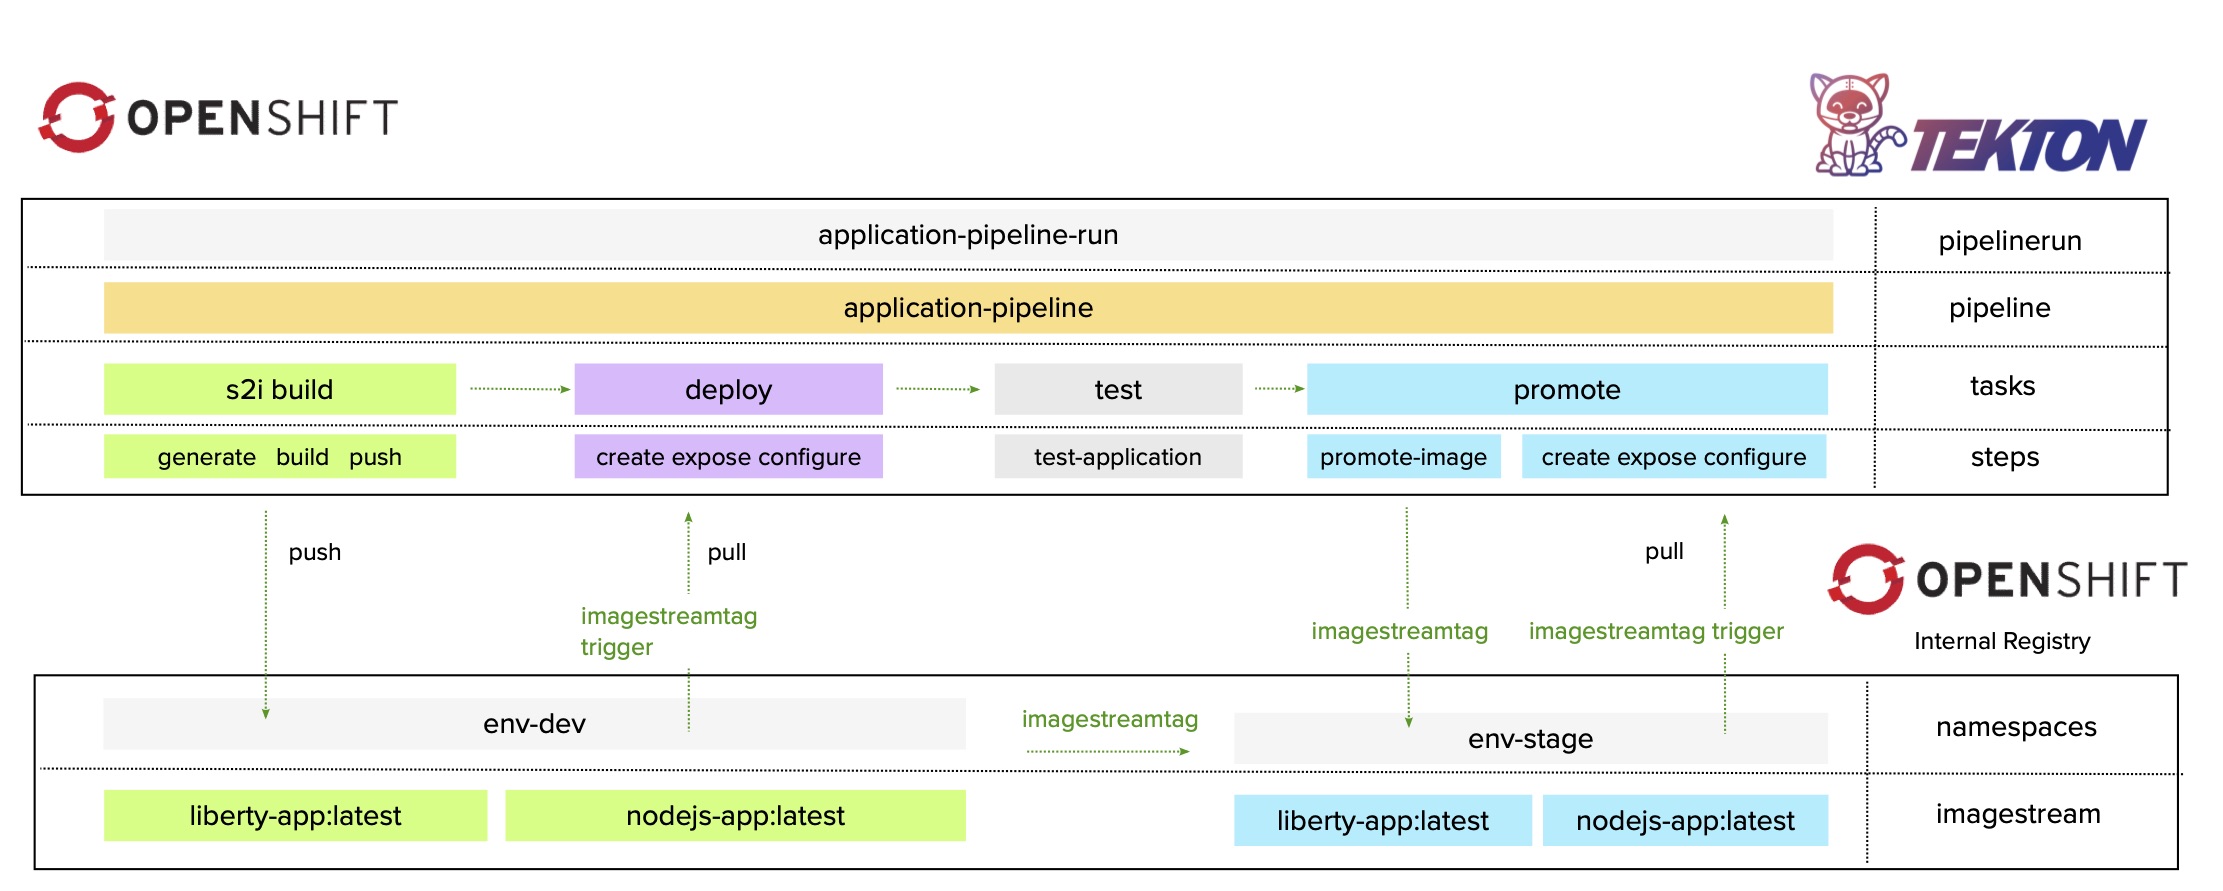 OPENSHIFT
TEKTON
application-pipeline-run
pipelinerun
application-pipeline
pipeline
s2i build
deploy
test
promote
tasks
generate build push
create expose configure
test-application
promote-image
create expose configure
steps
push
pull
pull
imagestreamtag
trigger
imagestreamtag
imagestreamtag trigger
OPENSHIFT
Internal Registry
env-dev
imagestreamtag
env-stage
namespaces
liberty-app:latest
nodejs-app:latest
liberty-app:latest
nodejs-app:latest
imagestream